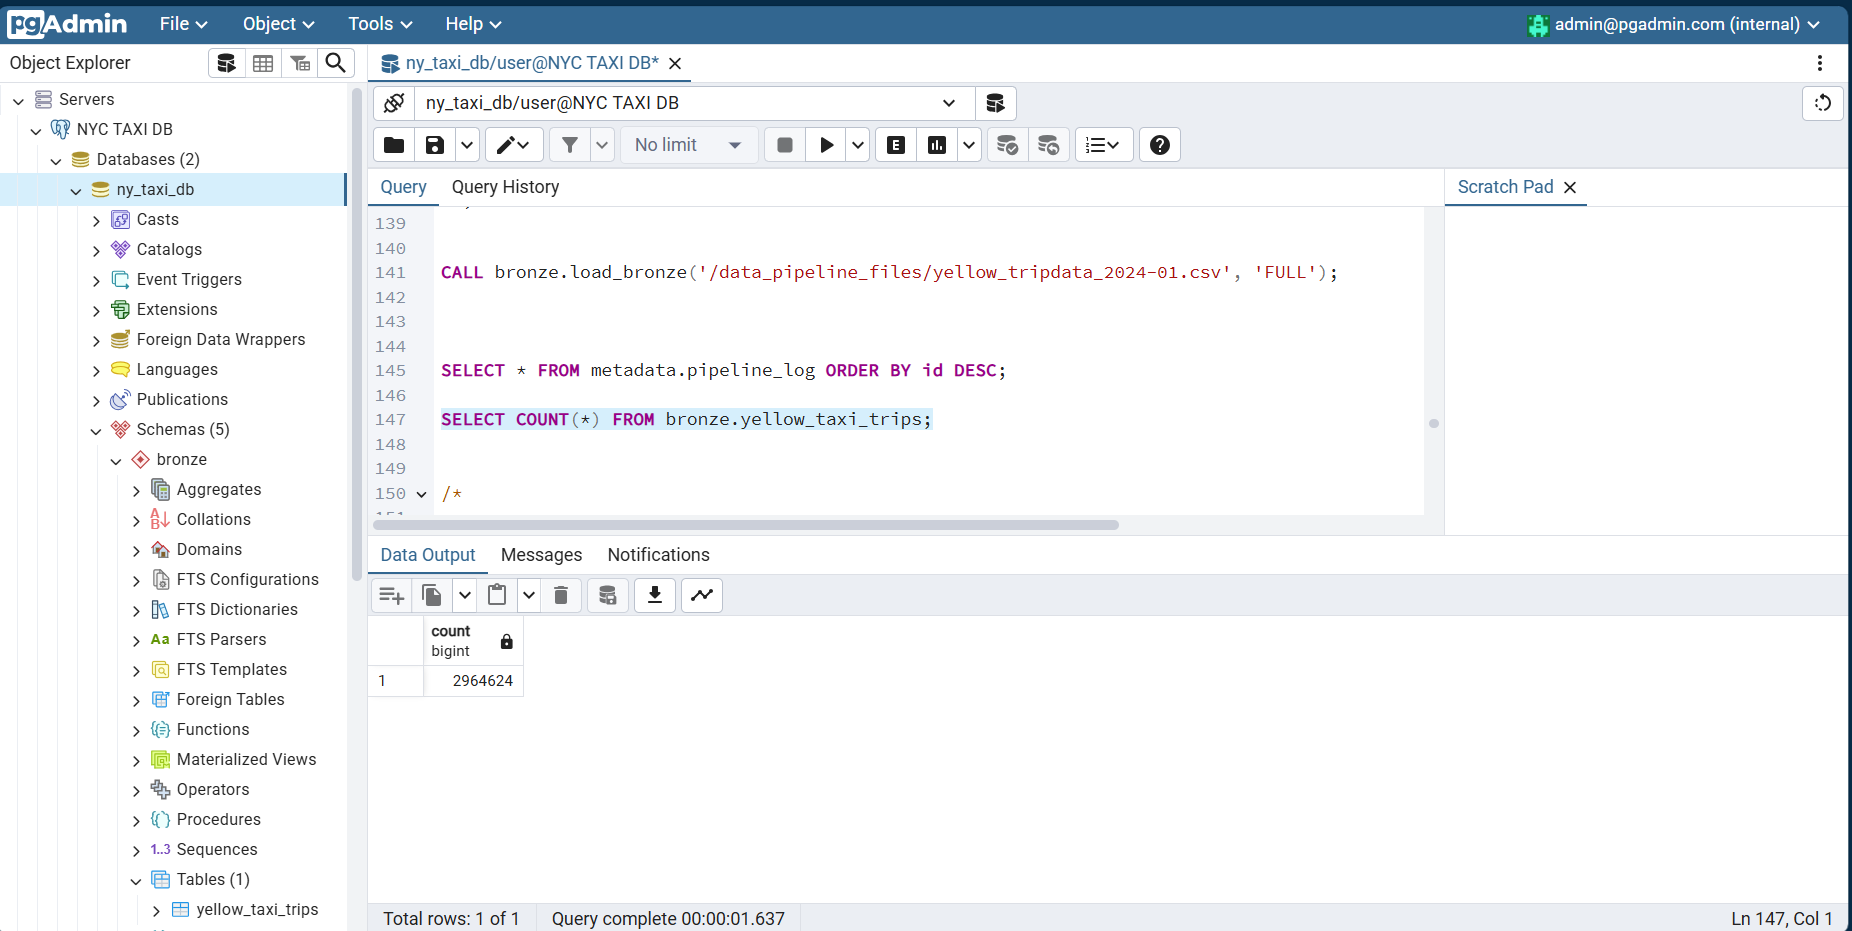 pgAdmin File Object Tools Help admin@pgadmin.com (internal)
Object Explorer
ny_taxi_db/user@NYC TAXI DB*
Servers
NYC TAXI DB
Databases (2)
ny_taxi_db
Casts
Catalogs
Event Triggers
Extensions
Foreign Data Wrappers
Languages
Publications
Schemas (5)
bronze
Aggregates
Collations
Domains
FTS Configurations
FTS Dictionaries
Aa FTS Parsers
FTS Templates
Foreign Tables
Functions
Materialized Views
Operators
Procedures
1..3 Sequences
Tables (1)
yellow_taxi_trips
ny_taxi_db/user@NYC TAXI DB
No limit
E
Query Query History
Scratch Pad
139
140
141 CALL bronze.load_bronze('/data_pipeline_files/yellow_tripdata_2024-01.csv', 'FULL');
142
143
144
145 SELECT * FROM metadata.pipeline_log ORDER BY id DESC;
146
147 SELECT COUNT(*) FROM bronze.yellow_taxi_trips;
148
149
150 /*
151
Data Output Messages Notifications
count
bigint
1 2964624
Total rows: 1 of 1 Query complete 00:00:01.637 Ln 147, Col 1